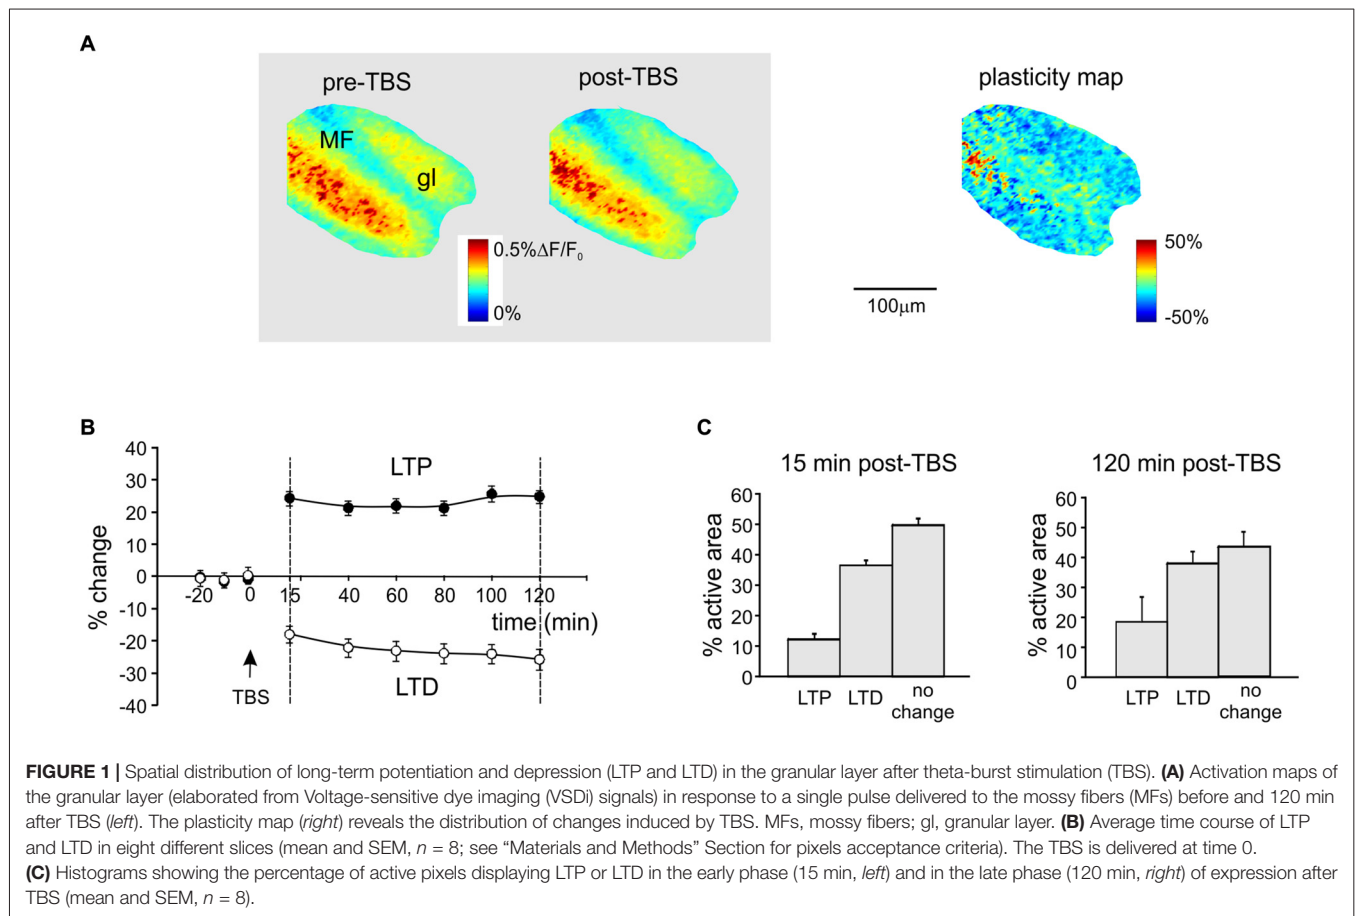 A
pre-TBS
post-TBS
plasticity map
MF
gl
0.5%ΔF/F₀
0%
50%
-50%
100μm
B
40
30
20
10
0
-10
-20
-30
-40
% change
LTP
-20 0 15 40 60 80 100 120
time (min)
TBS
LTD
C
15 min post-TBS
60
50
40
30
20
10
0
% active area
LTP LTD no
change
120 min post-TBS
60
50
40
30
20
10
0
% active area
LTP LTD no
change
FIGURE 1 | Spatial distribution of long-term potentiation and depression (LTP and LTD) in the granular layer after theta-burst stimulation (TBS). (A) Activation maps of
the granular layer (elaborated from Voltage-sensitive dye imaging (VSDi) signals) in response to a single pulse delivered to the mossy fibers (MFs) before and 120 min
after TBS (left). The plasticity map (right) reveals the distribution of changes induced by TBS. MFs, mossy fibers; gl, granular layer. (B) Average time course of LTP
and LTD in eight different slices (mean and SEM, n = 8; see “Materials and Methods” Section for pixels acceptance criteria). The TBS is delivered at time 0.
(C) Histograms showing the percentage of active pixels displaying LTP or LTD in the early phase (15 min, left) and in the late phase (120 min, right) of expression after
TBS (mean and SEM, n = 8).